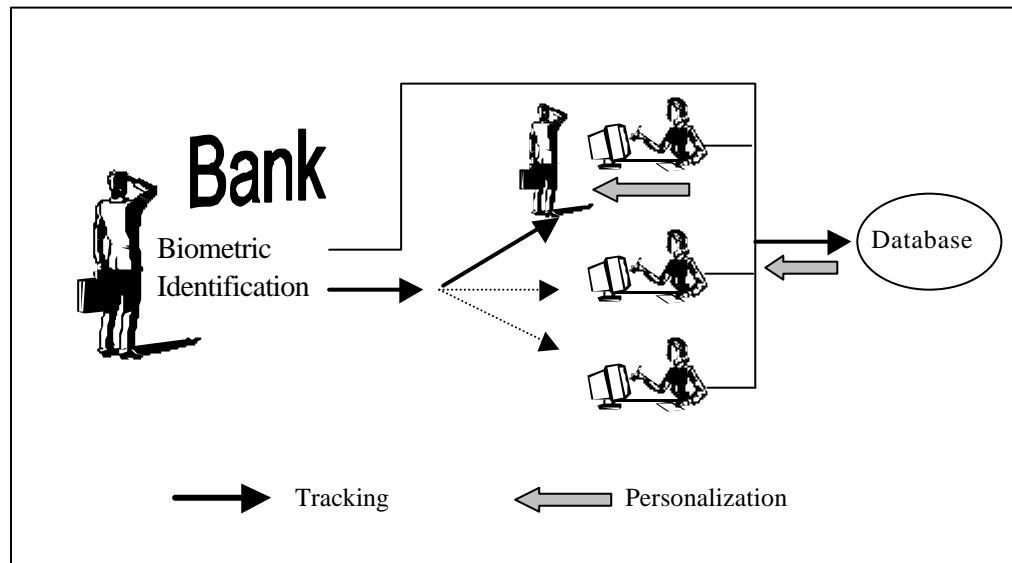 Bank
Biometric
Identification
Database
Tracking
Personalization